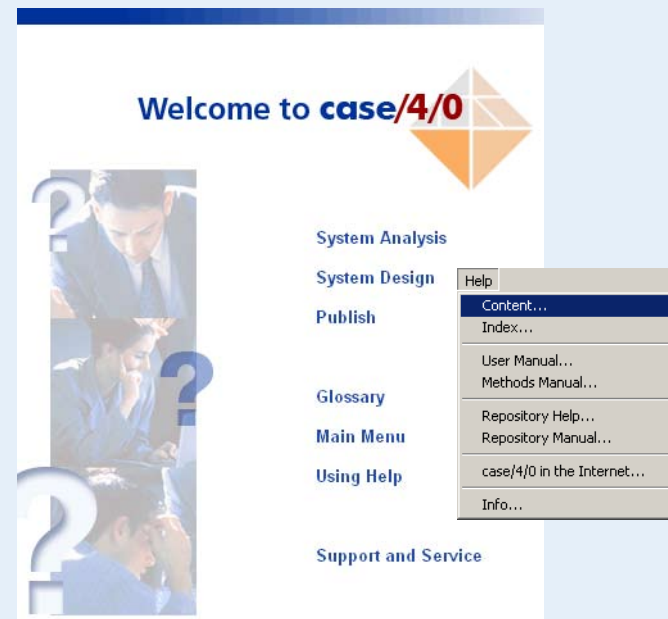 Welcome to case/4/0
System Analysis
System Design
Publish
Glossary
Main Menu
Using Help
Support and Service
Help
Content...
Index...
User Manual...
Methods Manual...
Repository Help...
Repository Manual...
case/4/0 in the Internet...
Info...